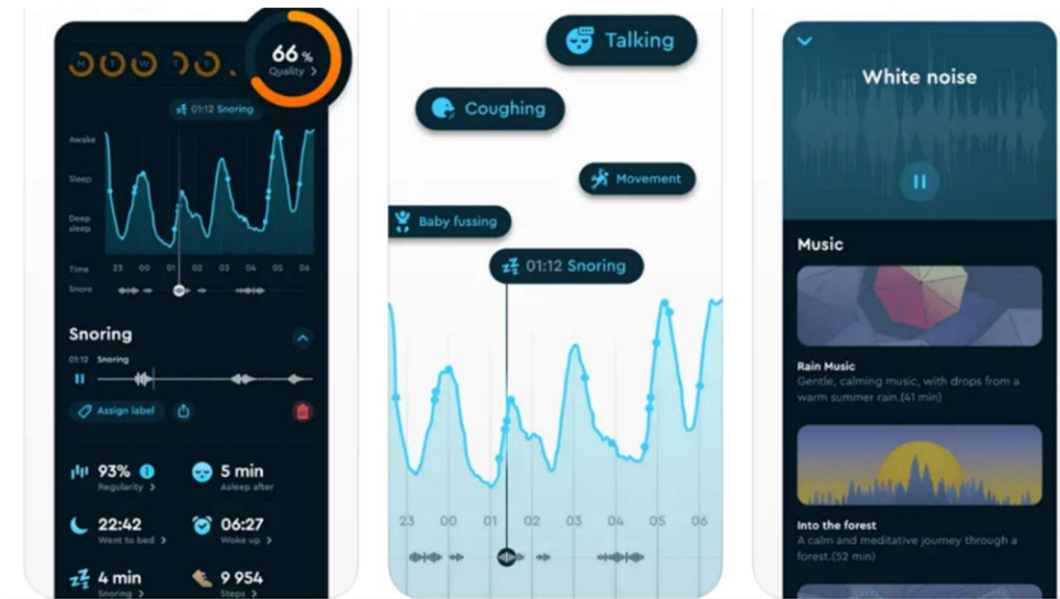 66 %
Quality >
M T W T F
01:12 Snoring
Awake
Sleep
Deep
sleep
Time 23 00 01 02 03 04 05 06
Snore
Snoring
01:12 Snoring
Assign label
93%
Regularity >
5 min
Asleep after
22:42
Went to bed >
06:27
Woke up >
4 min
Snoring >
9 954
Steps >
Talking
Coughing
Movement
Baby fussing
01:12 Snoring
23 00 01 02 03 04 05 06
White noise
Music
Rain Music
Gentle, calming music, with drops from a
warm summer rain.(41 min)
Into the forest
A calm and meditative journey through a
forest.(52 min)